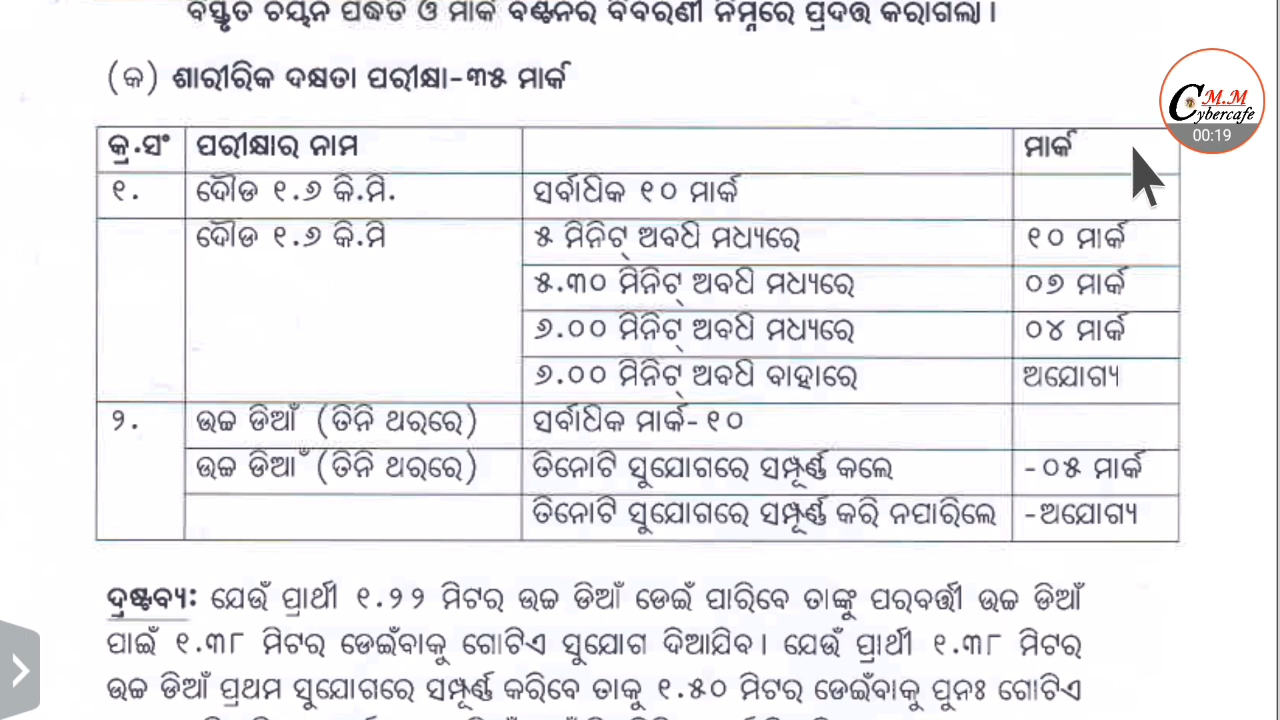 ବିସ୍ତୃତ ଚୟନ ପଦ୍ଧତି ଓ ମାର୍କ ବଣ୍ଟନର ବିବରଣୀ ନିମ୍ନରେ ପ୍ରଦତ୍ତ କରାଗଲା ।
(କ) ଶାରୀରିକ ଦକ୍ଷତା ପରୀକ୍ଷା-୩୫ ମାର୍କ
C M.M
ybercafe
00:19
କ୍ର.ସଂ ପରୀକ୍ଷାର ନାମ ମାର୍କ
୧. ଦୌଡ ୧.୬ କି.ମି. ସର୍ବାଧିକ ୧୦ ମାର୍କ
ଦୌଡ ୧.୬ କି.ମି ୫ ମିନିଟ୍ ଅବଧି ମଧ୍ୟରେ ୧୦ ମାର୍କ
୫.୩୦ ମିନିଟ୍ ଅବଧି ମଧ୍ୟରେ ୦୭ ମାର୍କ
୬.୦୦ ମିନିଟ୍ ଅବଧି ମଧ୍ୟରେ ୦୪ ମାର୍କ
୬.୦୦ ମିନିଟ୍ ଅବଧି ବାହାରେ ଅଯୋଗ୍ୟ
୨. ଉଚ୍ଚ ଡିଆଁ (ତିନି ଥରରେ) ସର୍ବାଧିକ ମାର୍କ-୧୦
ଉଚ୍ଚ ଡିଆଁ (ତିନି ଥରରେ) ତିନୋଟି ସୁଯୋଗରେ ସମ୍ପୂର୍ଣ୍ଣ କଲେ -୦୫ ମାର୍କ
ତିନୋଟି ସୁଯୋଗରେ ସମ୍ପୂର୍ଣ୍ଣ କରି ନପାରିଲେ -ଅଯୋଗ୍ୟ
ଦ୍ରଷ୍ଟବ୍ୟ: ଯେଉଁ ପ୍ରାର୍ଥୀ ୧.୨୨ ମିଟର ଉଚ୍ଚ ଡିଆଁ ଡେଇଁ ପାରିବେ ତାଙ୍କୁ ପରବର୍ତ୍ତୀ ଉଚ୍ଚ ଡିଆଁ
ପାଇଁ ୧.୩୮ ମିଟର ଡେଇଁବାକୁ ଗୋଟିଏ ସୁଯୋଗ ଦିଆଯିବ । ଯେଉଁ ପ୍ରାର୍ଥୀ ୧.୩୮ ମିଟର
ଉଚ୍ଚ ଡିଆଁ ପ୍ରଥମ ସୁଯୋଗରେ ସମ୍ପୂର୍ଣ୍ଣ କରିବେ ତାକୁ ୧.୫୦ ମିଟର ଡେଇଁବାକୁ ପୁନଃ ଗୋଟିଏ